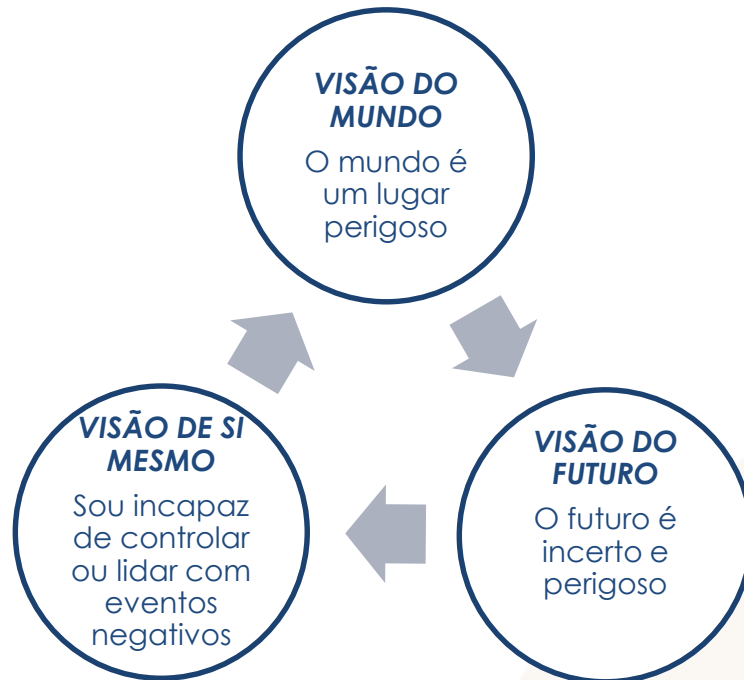 VISÃO DO
MUNDO
O mundo é
um lugar
perigoso
VISÃO DO
FUTURO
O futuro é
incerto e
perigoso
VISÃO DE SI
MESMO
Sou incapaz
de controlar
ou lidar com
eventos
negativos